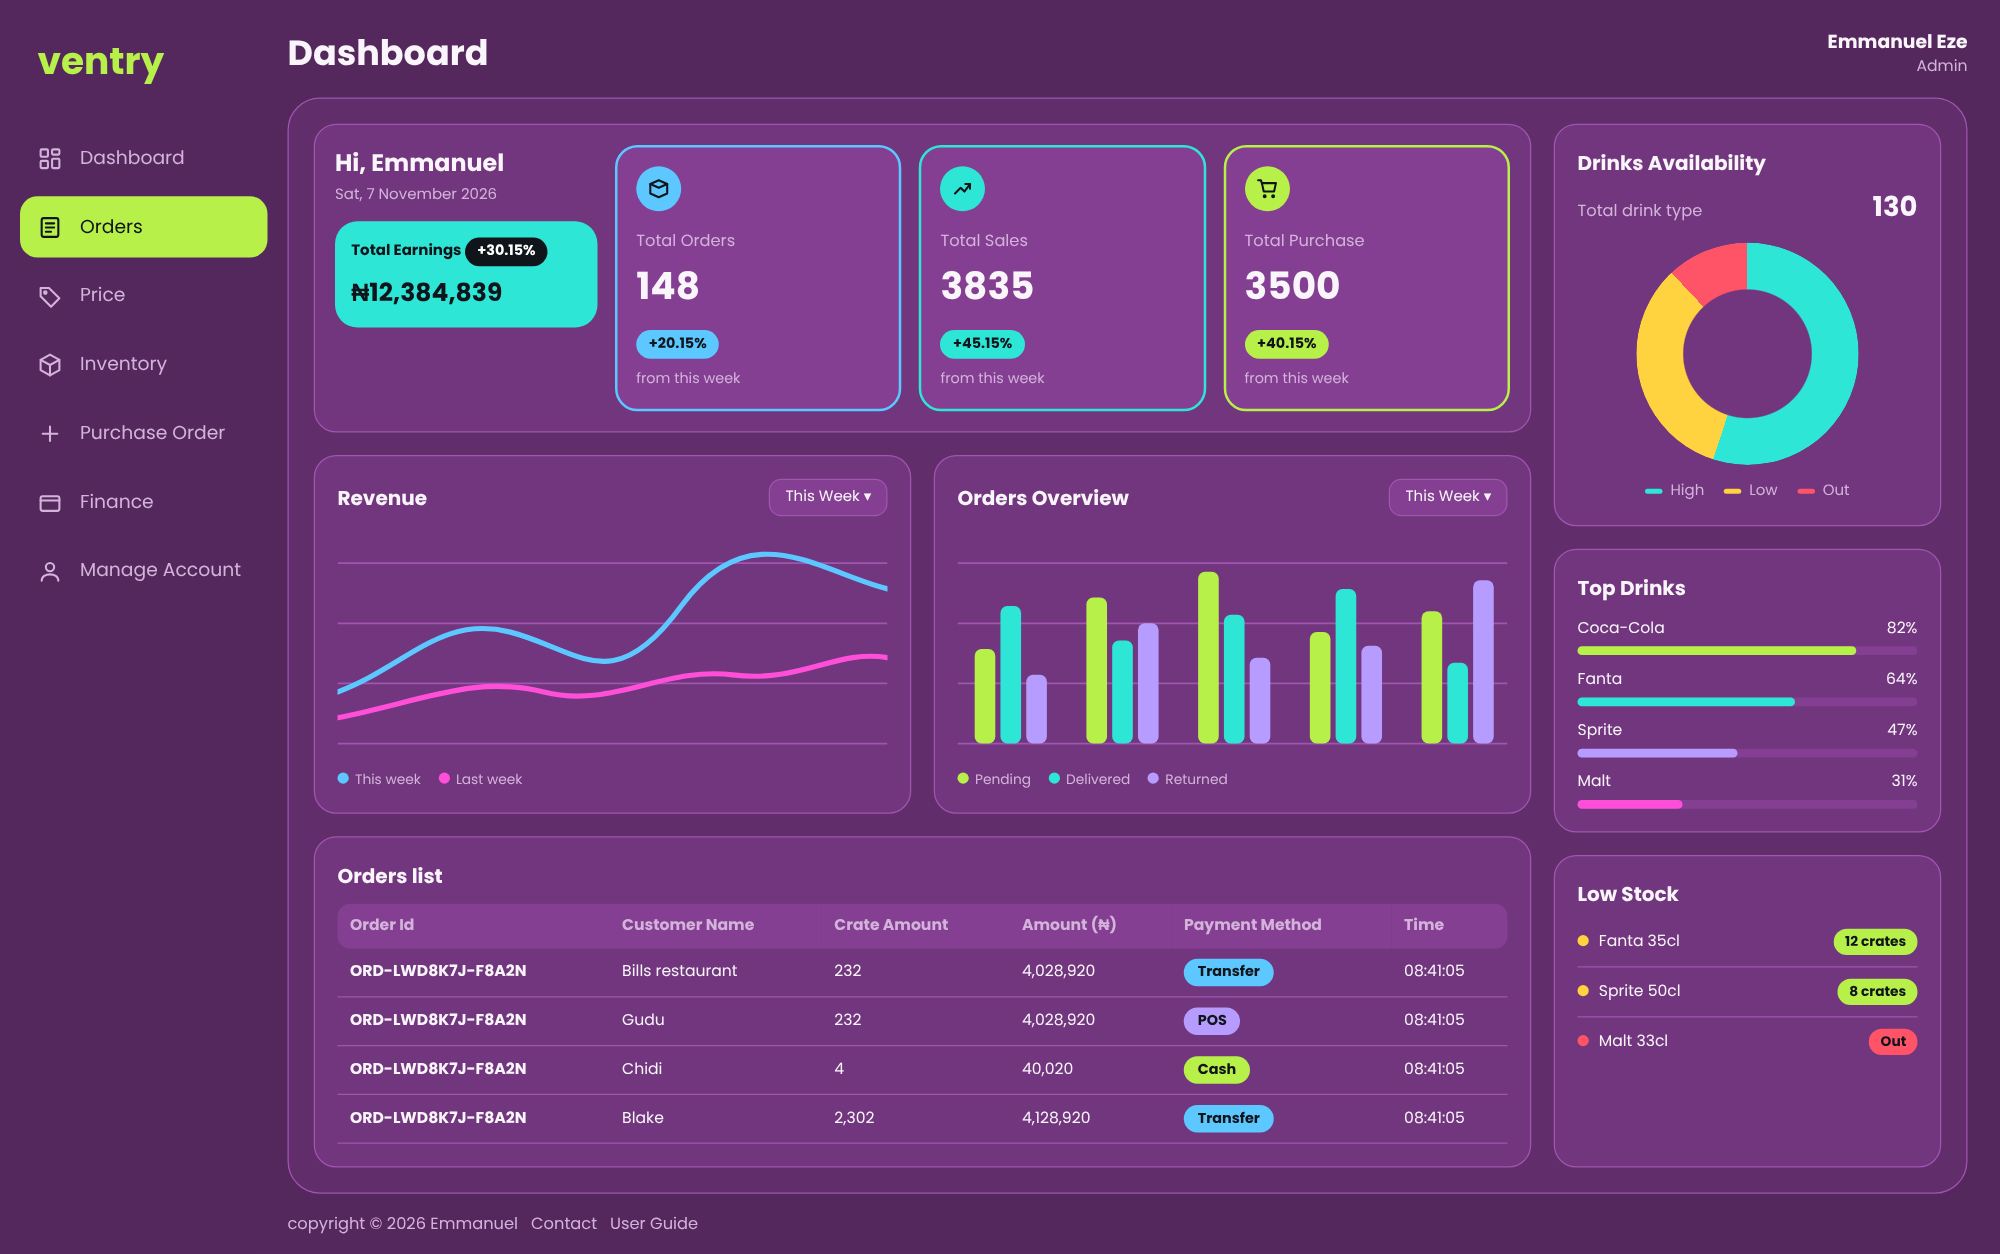 ventry
Dashboard
Emmanuel Eze
Admin
Dashboard
Orders
Price
Inventory
Purchase Order
Finance
Manage Account
Hi, Emmanuel
Sat, 7 November 2026
Total Earnings +30.15%
₦12,384,839
Total Orders
148
+20.15%
from this week
Total Sales
3835
+45.15%
from this week
Total Purchase
3500
+40.15%
from this week
Drinks Availability
Total drink type 130
High Low Out
Revenue This Week ▾
This week Last week
Orders Overview This Week ▾
Pending Delivered Returned
Top Drinks
Coca-Cola 82%
Fanta 64%
Sprite 47%
Malt 31%
Orders list
Order Id Customer Name Crate Amount Amount (₦) Payment Method Time
ORD-LWD8K7J-F8A2N Bills restaurant 232 4,028,920 Transfer 08:41:05
ORD-LWD8K7J-F8A2N Gudu 232 4,028,920 POS 08:41:05
ORD-LWD8K7J-F8A2N Chidi 4 40,020 Cash 08:41:05
ORD-LWD8K7J-F8A2N Blake 2,302 4,128,920 Transfer 08:41:05
Low Stock
Fanta 35cl 12 crates
Sprite 50cl 8 crates
Malt 33cl Out
copyright © 2026 Emmanuel Contact User Guide